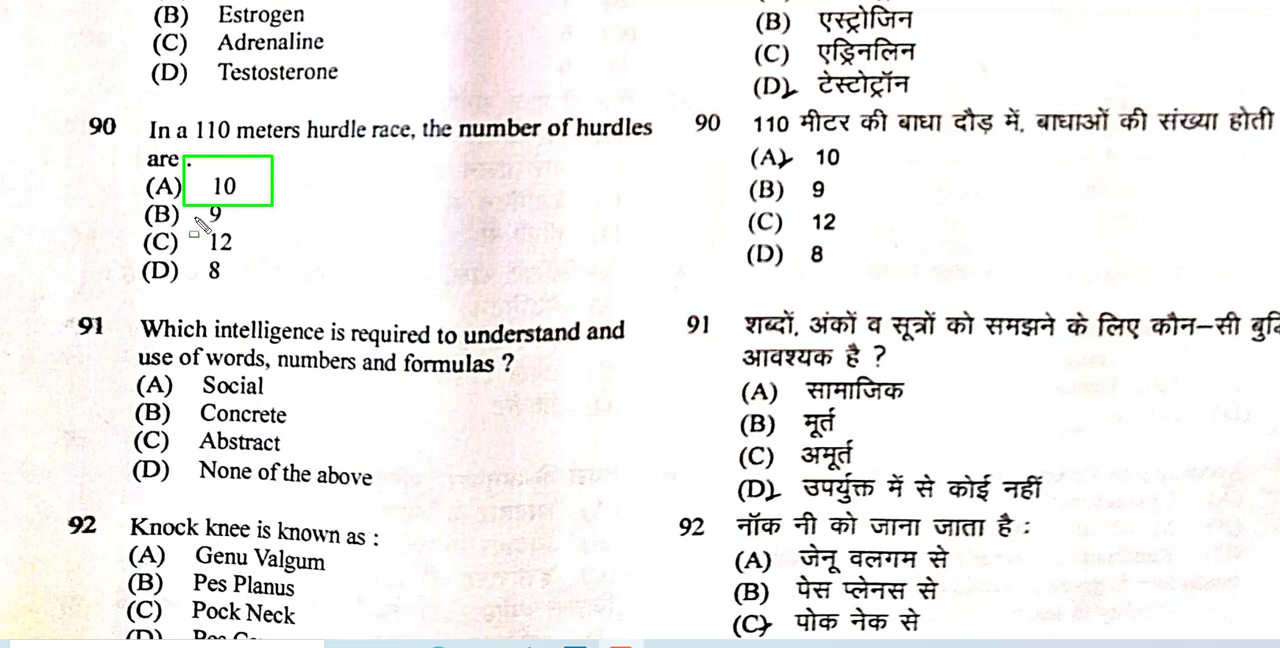 (B) Estrogen
(C) Adrenaline
(D) Testosterone
90 In a 110 meters hurdle race, the number of hurdles
are :
(A) 10
(B) 9
(C) 12
(D) 8
91 Which intelligence is required to understand and
use of words, numbers and formulas ?
(A) Social
(B) Concrete
(C) Abstract
(D) None of the above
92 Knock knee is known as :
(A) Genu Valgum
(B) Pes Planus
(C) Pock Neck
(D) Pes
(B) एस्ट्रोजिन
(C) एड्रिनलिन
(D) टेस्टोट्रॉन
90 110 मीटर की बाधा दौड़ में, बाधाओं की संख्या होती
(A) 10
(B) 9
(C) 12
(D) 8
91 शब्दों, अंकों व सूत्रों को समझने के लिए कौन-सी
आवश्यक है ?
(A) सामाजिक
(B) मूर्त
(C) अमूर्त
(D) उपर्युक्त में से कोई नहीं
92 नॉक नी को जाना जाता है :
(A) जेनू वलगम से
(B) पेस प्लेनस से
(C) पोक नेक से